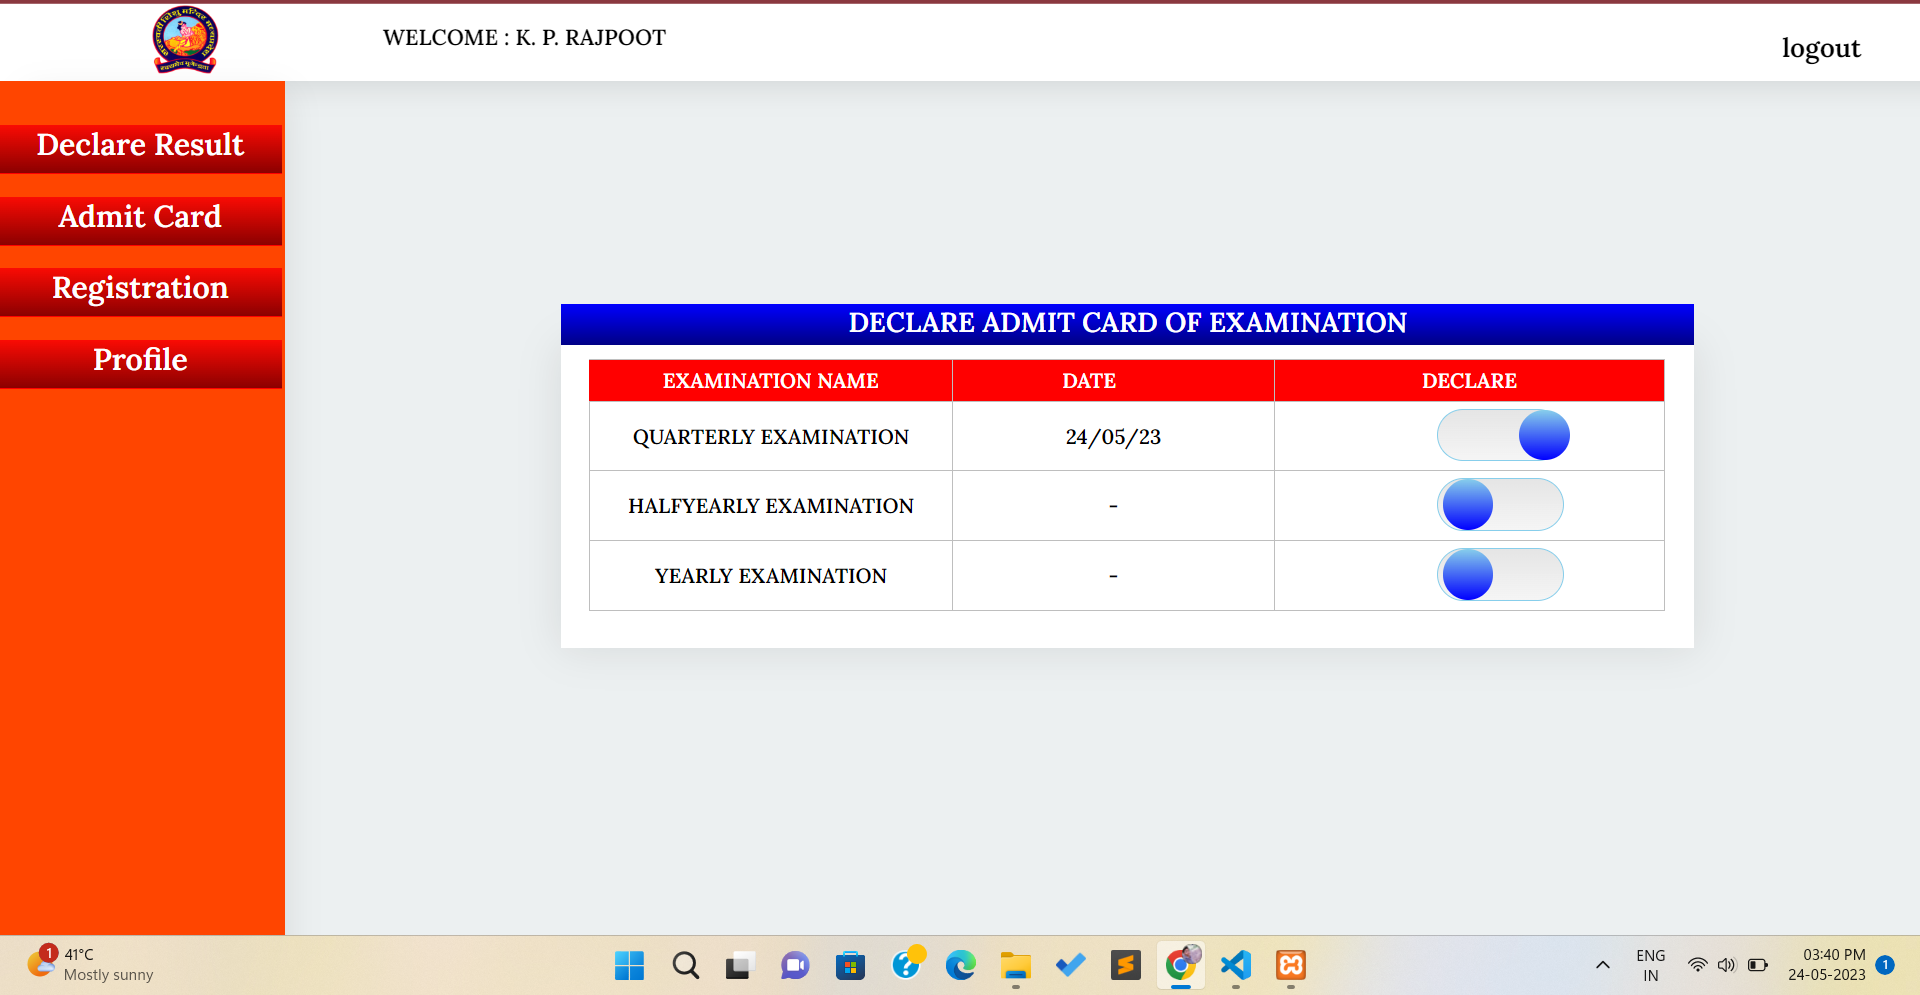 WELCOME : K. P. RAJPOOT
logout
Declare Result
Admit Card
Registration
Profile
DECLARE ADMIT CARD OF EXAMINATION
EXAMINATION NAME DATE DECLARE
QUARTERLY EXAMINATION 24/05/23
HALFYEARLY EXAMINATION -
YEARLY EXAMINATION -
1
41°C
Mostly sunny
ENG
IN
03:40 PM
24-05-2023
1